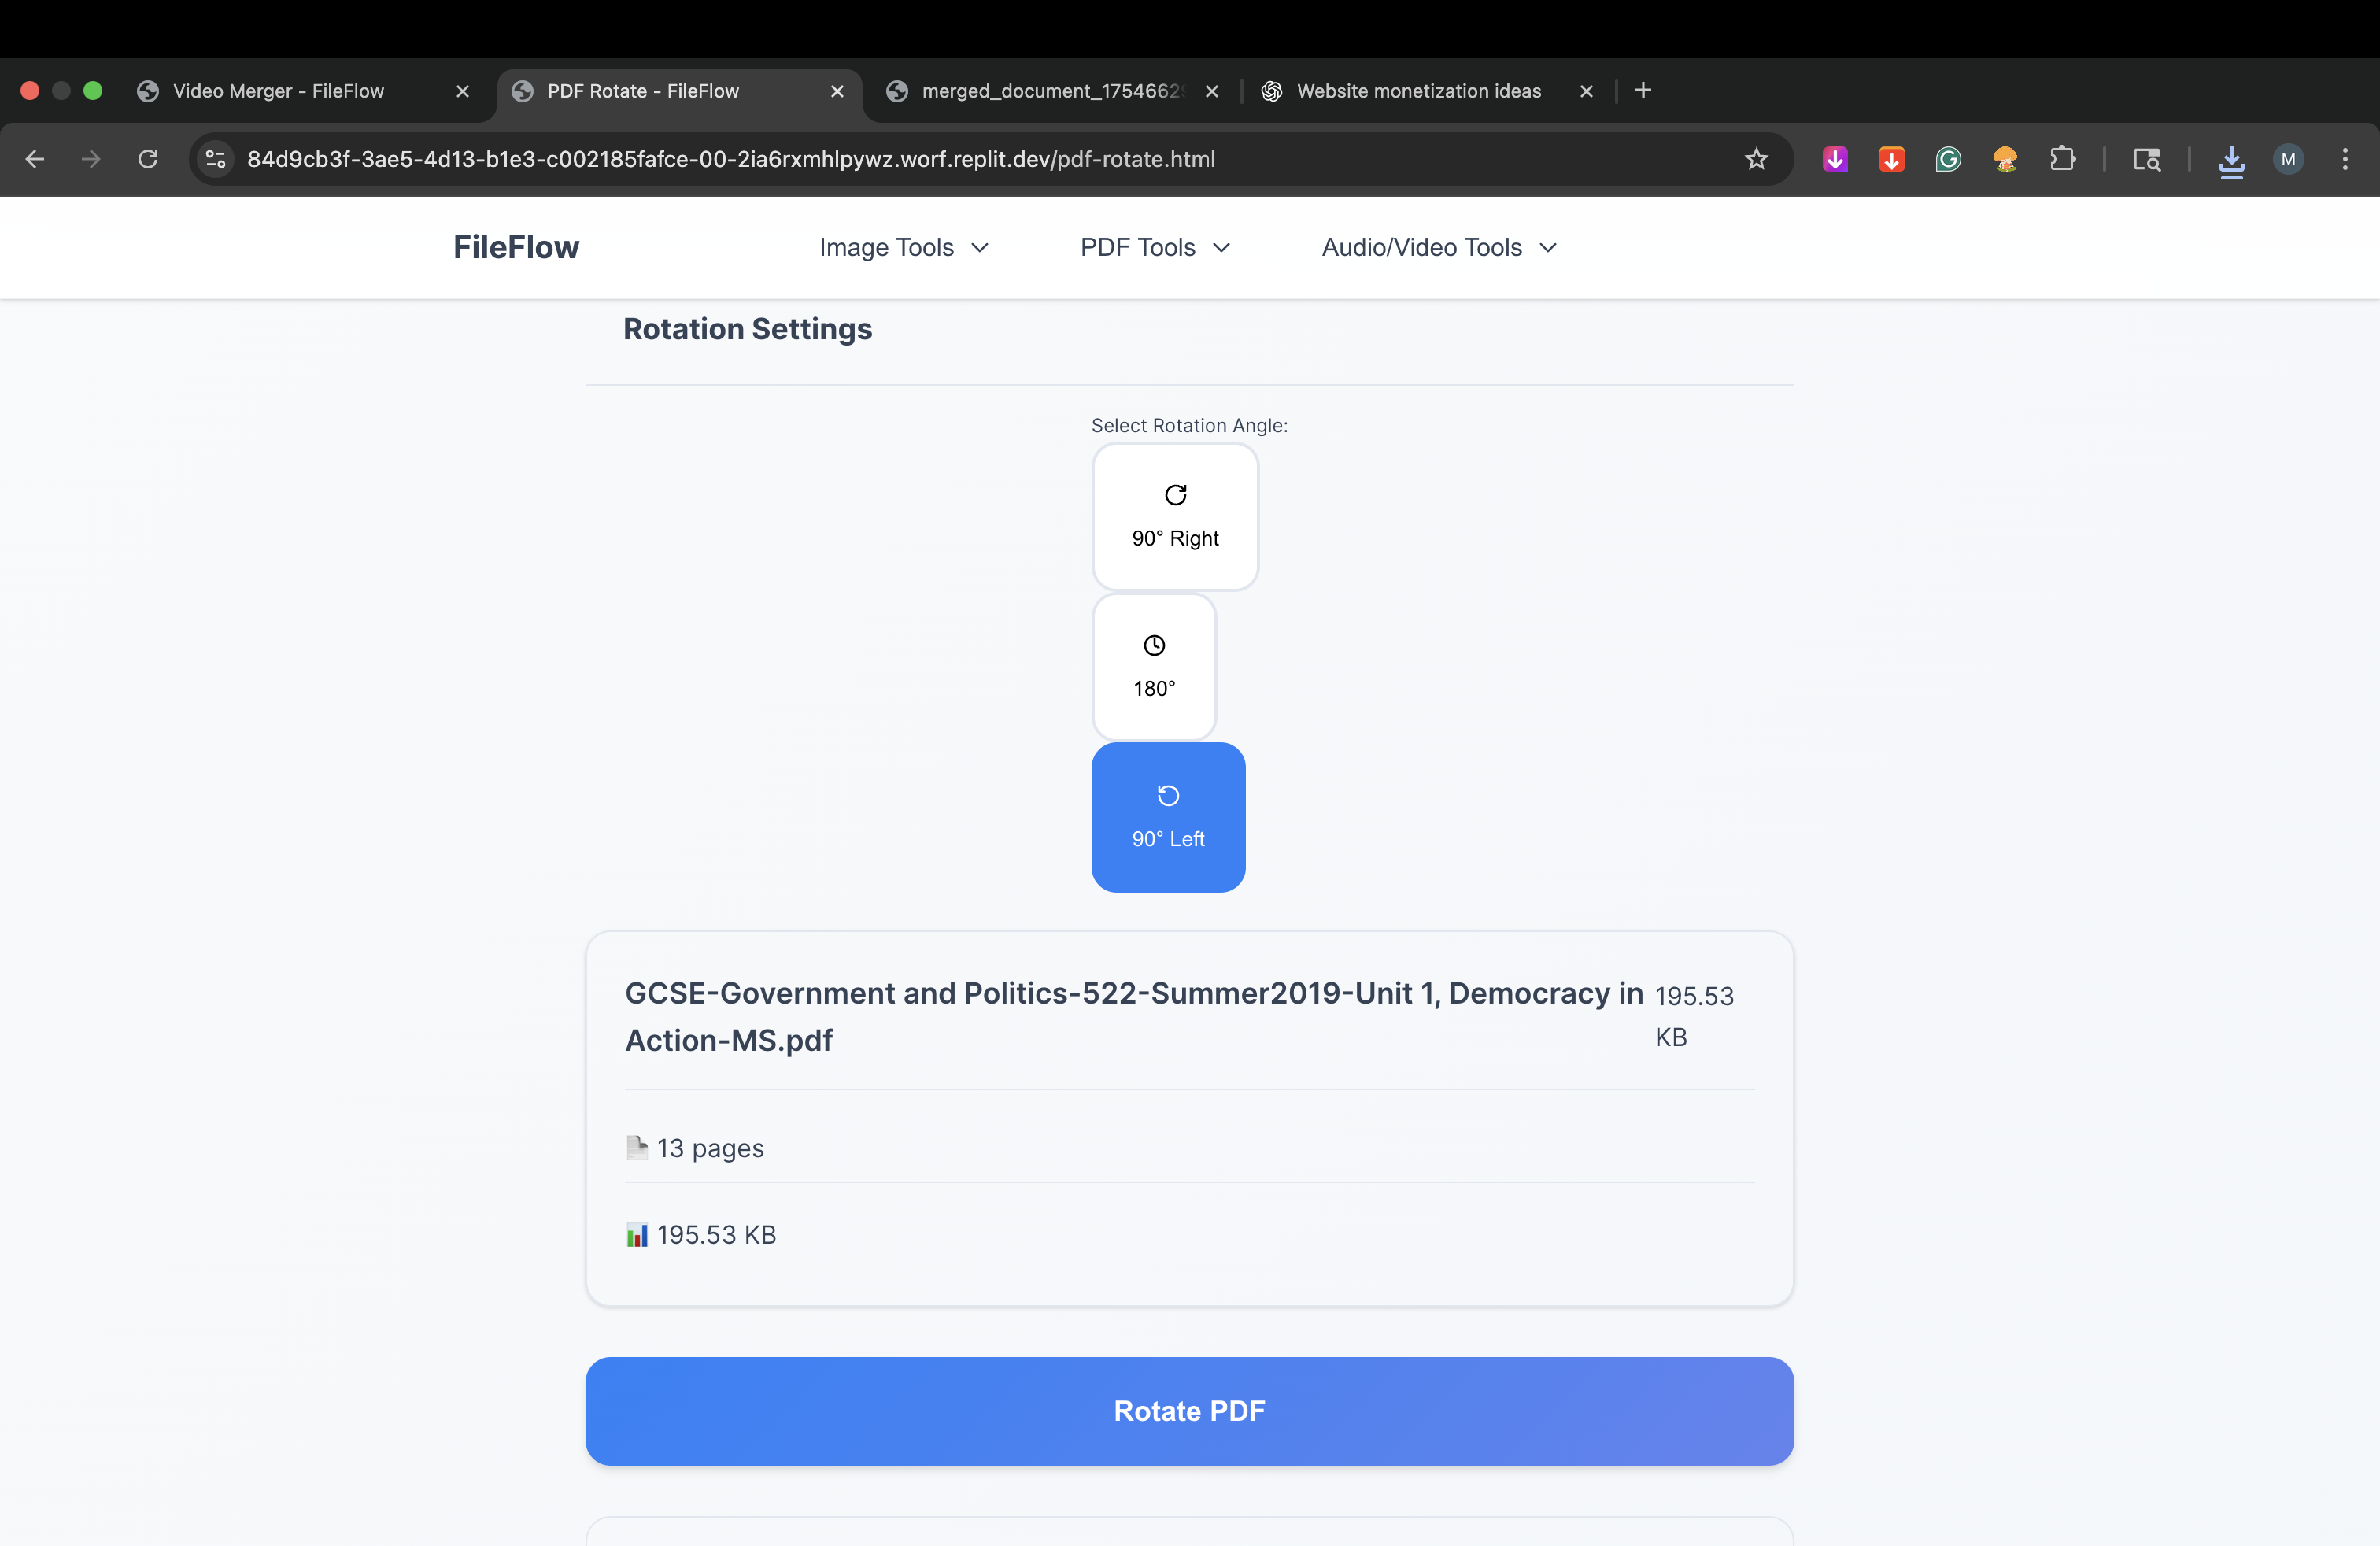 Video Merger - FileFlow
PDF Rotate - FileFlow
merged_document_1754662
Website monetization ideas
84d9cb3f-3ae5-4d13-b1e3-c002185fafce-00-2ia6rxmhlpywz.worf.replit.dev/pdf-rotate.html
M
FileFlow
Image Tools
PDF Tools
Audio/Video Tools
Rotation Settings
Select Rotation Angle:
90° Right
180°
90° Left
GCSE-Government and Politics-522-Summer2019-Unit 1, Democracy in
Action-MS.pdf
195.53
KB
13 pages
195.53 KB
Rotate PDF